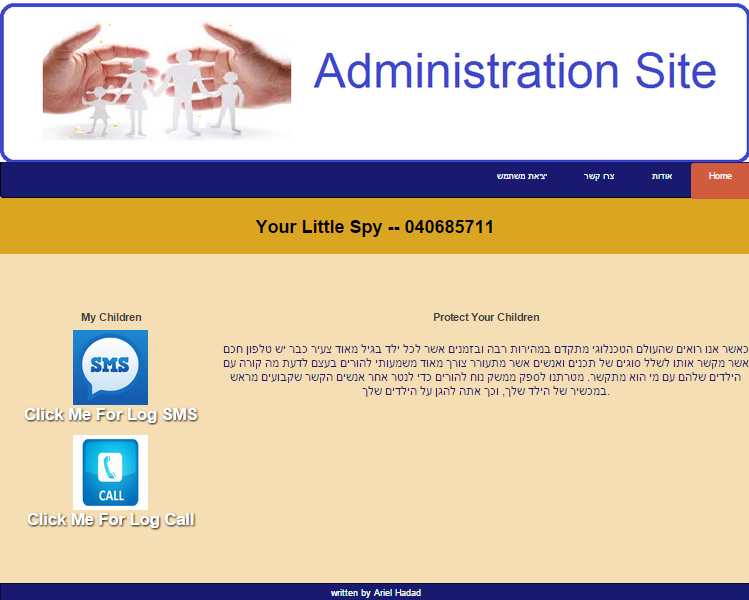 Administration Site
Home
אודות
צרו קשר
יציאת משתמש
Your Little Spy -- 040685711
My Children
SMS
Click Me For Log SMS
CALL
Click Me For Log Call
Protect Your Children
כאשר אנו רואים שהעולם הטכנלוגי מתקדם במהירות רבה ובזמנים אשר לכל ילד בגיל מאוד צעיר כבר יש טלפון חכם
אשר מקשר אותו לשלל סוגים של תכנים ואנשים אשר מתעורר צורך מאוד משמעותי להורים בעצם לדעת מה קורה עם
הילדים שלהם עם מי הוא מתקשר. מטרתנו לספק ממשק נוח להורים כדי לנטר אחר אנשים הקשר שקבועים מראש
במכשיר של הילד שלך, וכך אתה להגן על הילדים שלך.
written by Ariel Hadad